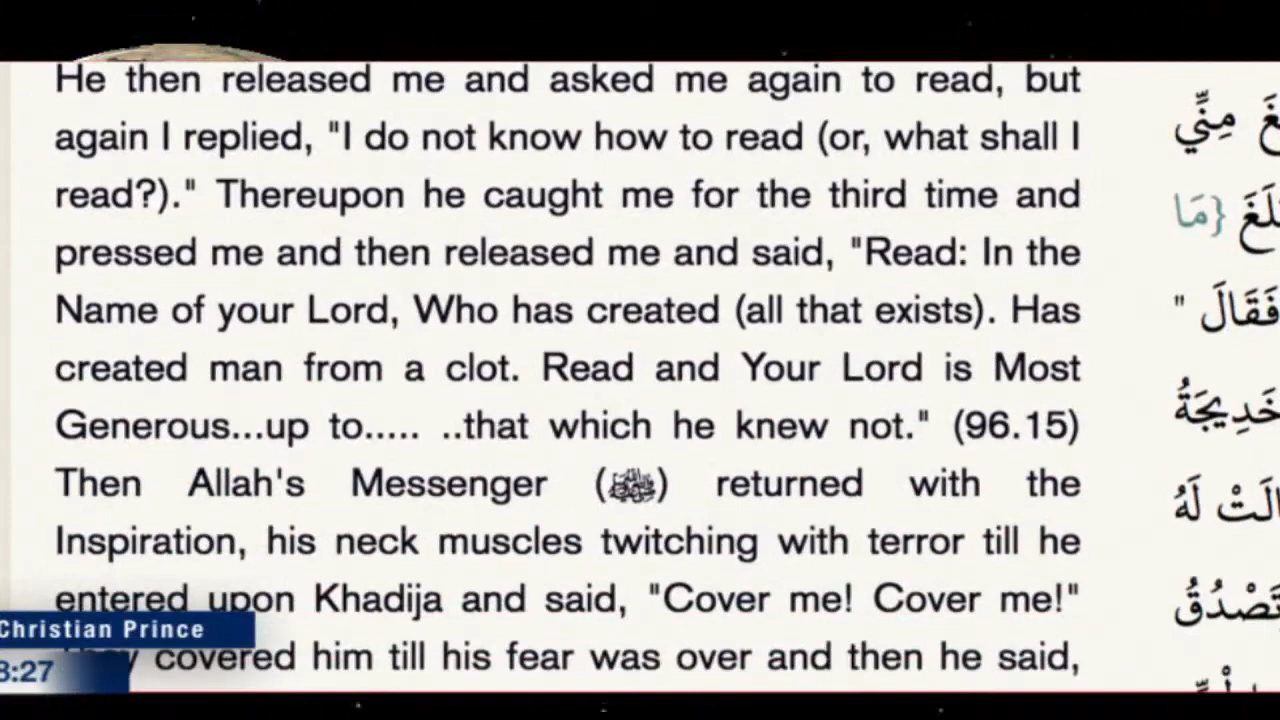 He then released me and asked me again to read, but
again I replied, "I do not know how to read (or, what shall I
read?)." Thereupon he caught me for the third time and
pressed me and then released me and said, "Read: In the
Name of your Lord, Who has created (all that exists). Has
created man from a clot. Read and Your Lord is Most
Generous...up to..... ..that which he knew not." (96.15)
Then Allah's Messenger (ﷺ) returned with the
Inspiration, his neck muscles twitching with terror till he
entered upon Khadija and said, "Cover me! Cover me!"
covered him till his fear was over and then he said,
مِنِّي
{مَا
فَقَالَ "
خَدِيجَةُ
لَهُ
Christian Prince
8:27